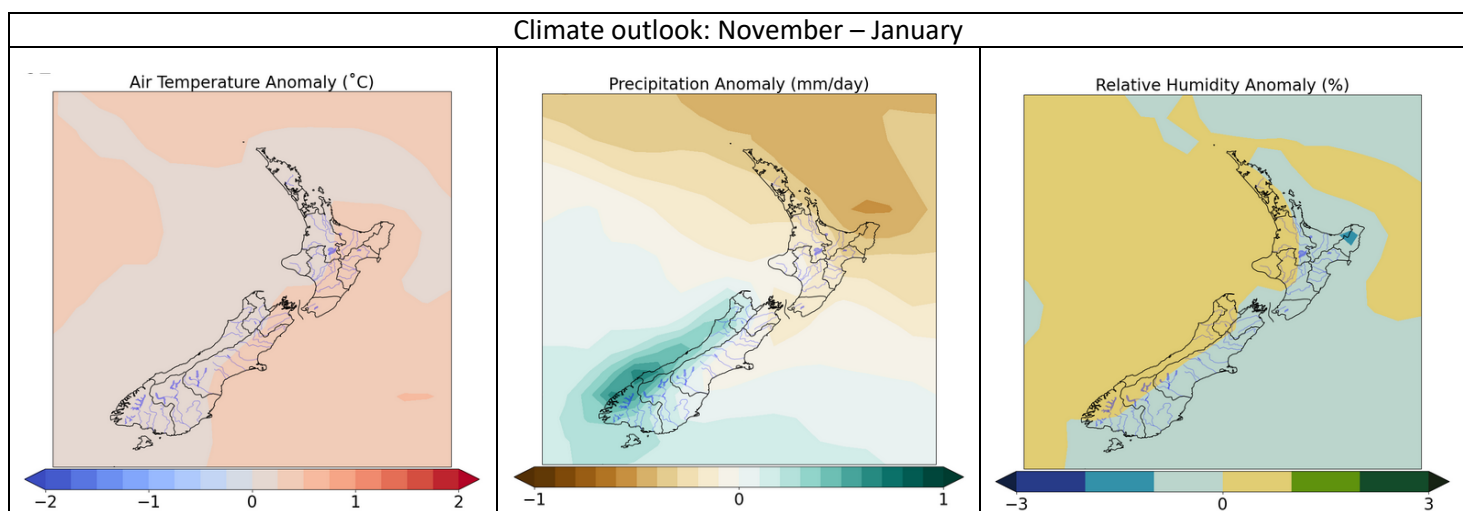 Climate outlook: November – January
Air Temperature Anomaly (˚C)
Precipitation Anomaly (mm/day)
Relative Humidity Anomaly (%)
−2 −1 0 1 2
−1 0 1
−3 0 3